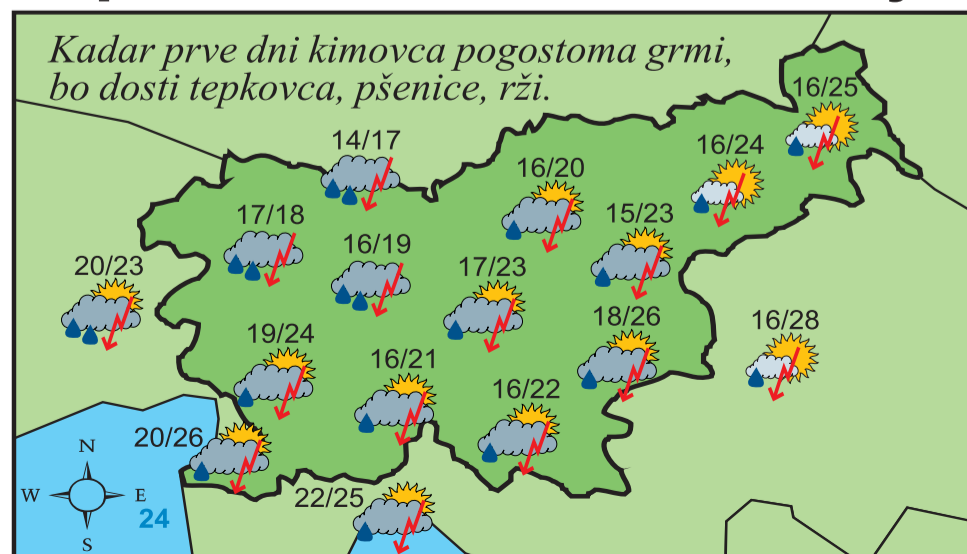 Kadar prve dni kimovca pogostoma grmi,
bo dosti tepkovca, pšenice, rži.
16/25
14/17
16/24
16/20
17/18
15/23
16/19
20/23
17/23
18/26
16/28
19/24
16/21
16/22
20/26
N
W
E
22/25
24
S